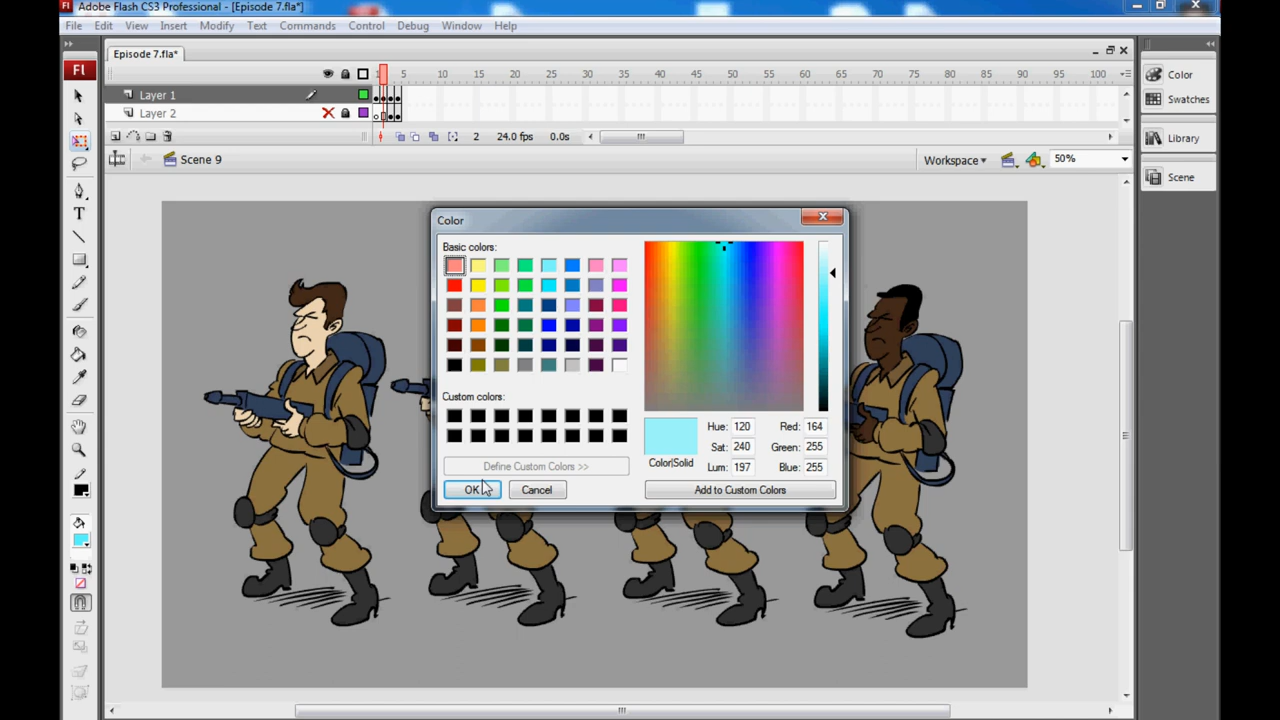 Fl Adobe Flash CS3 Professional - [Episode 7.fla*]
File Edit View Insert Modify Text Commands Control Debug Window Help
Episode 7.fla*
Fl
1 5 10 15 20 25 30 35 40 45 50 55 60 65 70 75 80 85 90 95 100
Layer 1
Layer 2
2 24.0 fps 0.0s
Scene 9
Workspace
50%
Color
Swatches
Library
Scene
T
Color
Basic colors:
Custom colors:
Define Custom Colors >>
OK
Cancel
Color|Solid
Hue: 120
Sat: 240
Lum: 197
Red: 164
Green: 255
Blue: 255
Add to Custom Colors